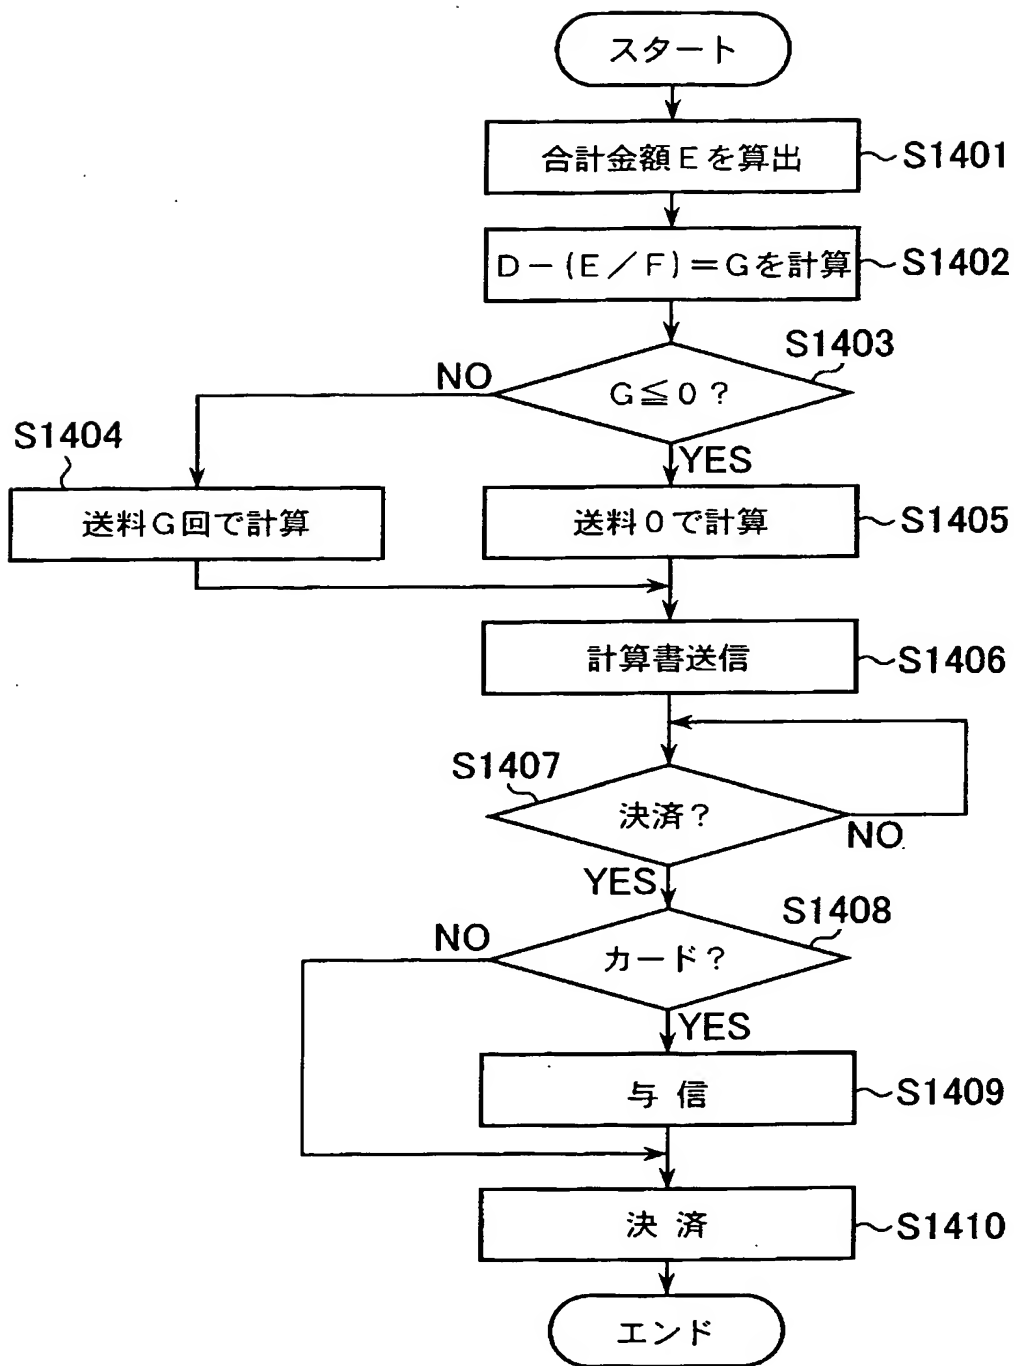 スタート
合計金額Eを算出
S1401
D－(E／F)＝Gを計算
S1402
S1403
G≦0？
NO
YES
S1404
送料G回で計算
送料0で計算
S1405
計算書送信
S1406
S1407
決済？
NO
YES
S1408
カード？
NO
YES
与信
S1409
決済
S1410
エンド